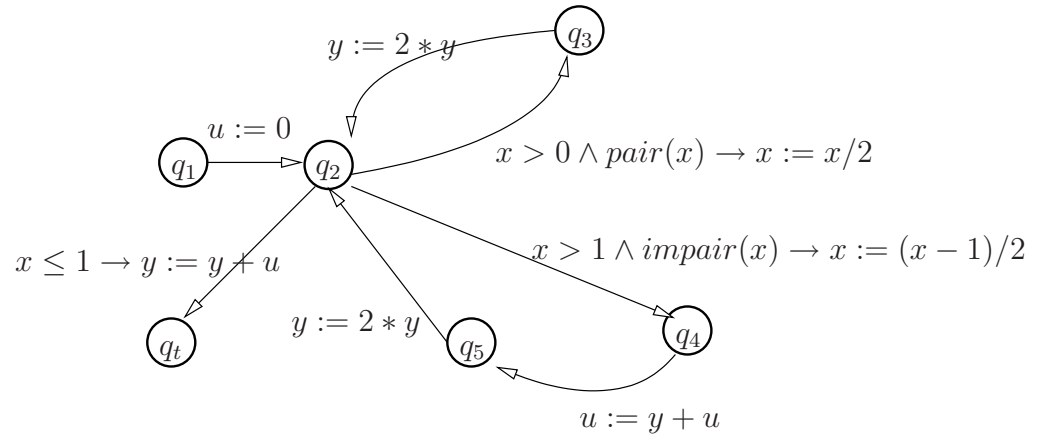 y := 2 ∗ y
q₃
u := 0
x > 0 ∧ pair(x) → x := x/2
q₁
q₂
x > 1 ∧ impair(x) → x := (x − 1)/2
x ≤ 1 → y := y + u
y := 2 ∗ y
qₜ
q₅
q₄
u := y + u